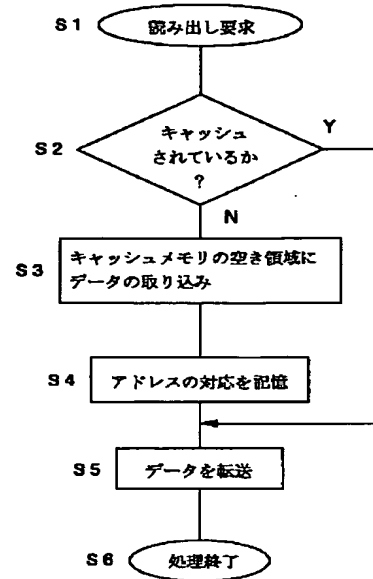 S1
読み出し要求
S2
キャッシュ
されているか
?
Y
N
S3
キャッシュメモリの空き領域に
データの取り込み
S4
アドレスの対応を記憶
S5
データを転送
S6
処理終了